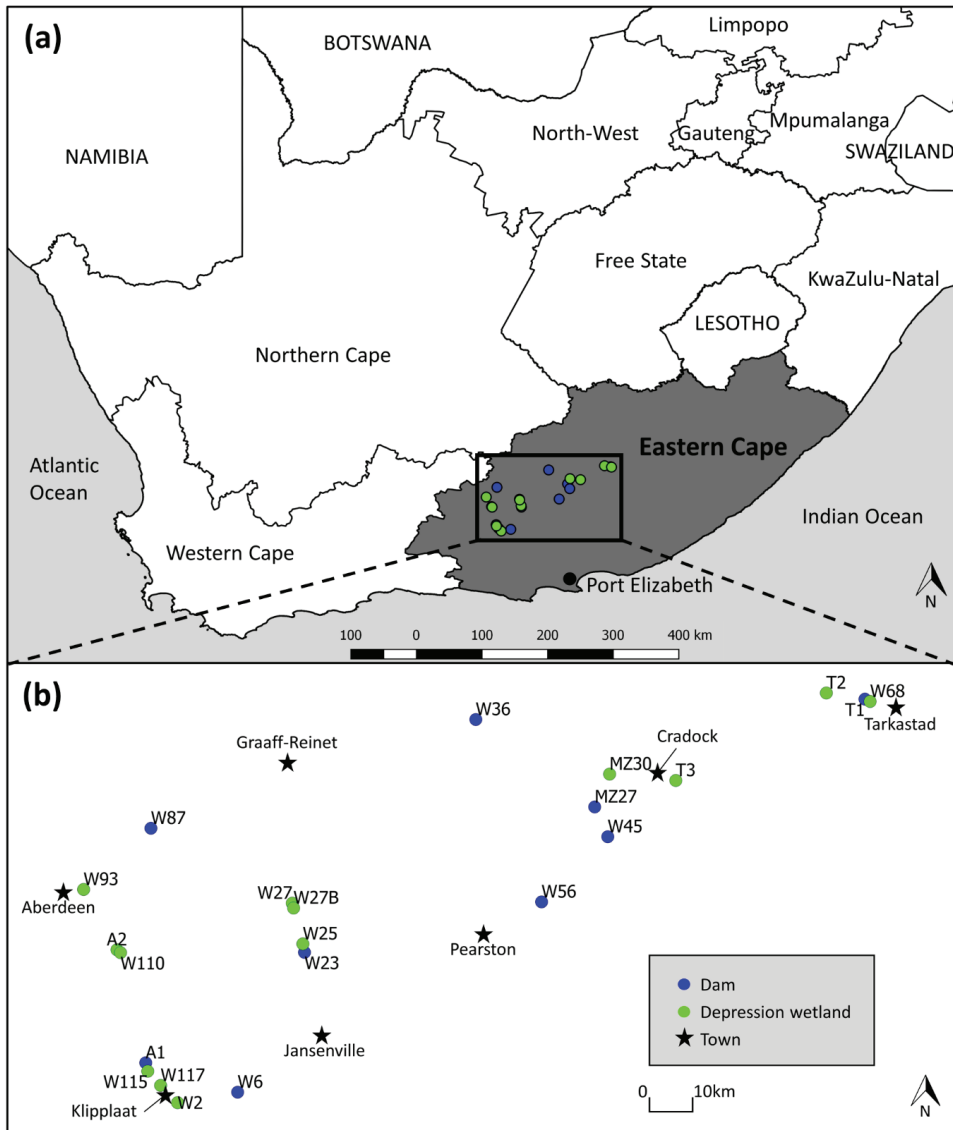 (a)
Limpopo
BOTSWANA
North-West
Gauteng
Mpumalanga
SWAZILAND
NAMIBIA
Free State
KwaZulu-Natal
LESOTHO
Northern Cape
Eastern Cape
Atlantic
Ocean
Indian Ocean
Western Cape
Port Elizabeth
N
100 0 100 200 300 400 km
(b)
T2
W68
T1
Tarkastad
W36
Graaff-Reinet
Cradock
MZ30
T3
MZ27
W87
W45
W93
Aberdeen
W27
W27B
W56
A2
W25
W110
W23
Pearston
Dam
Depression wetland
Town
Jansenville
A1
W115
W117
W6
Klipplaat
W2
0 10km
N